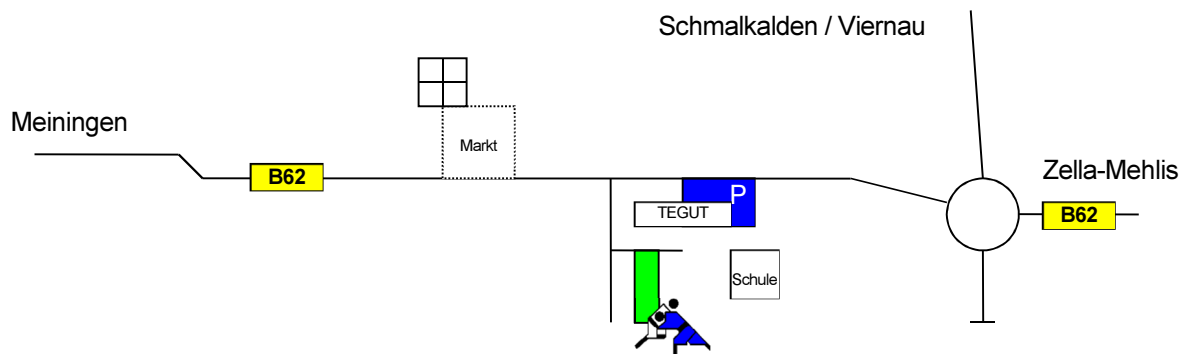 Schmalkalden / Viernau
Meiningen
Markt
B62
Zella-Mehlis
P
TEGUT
B62
Schule